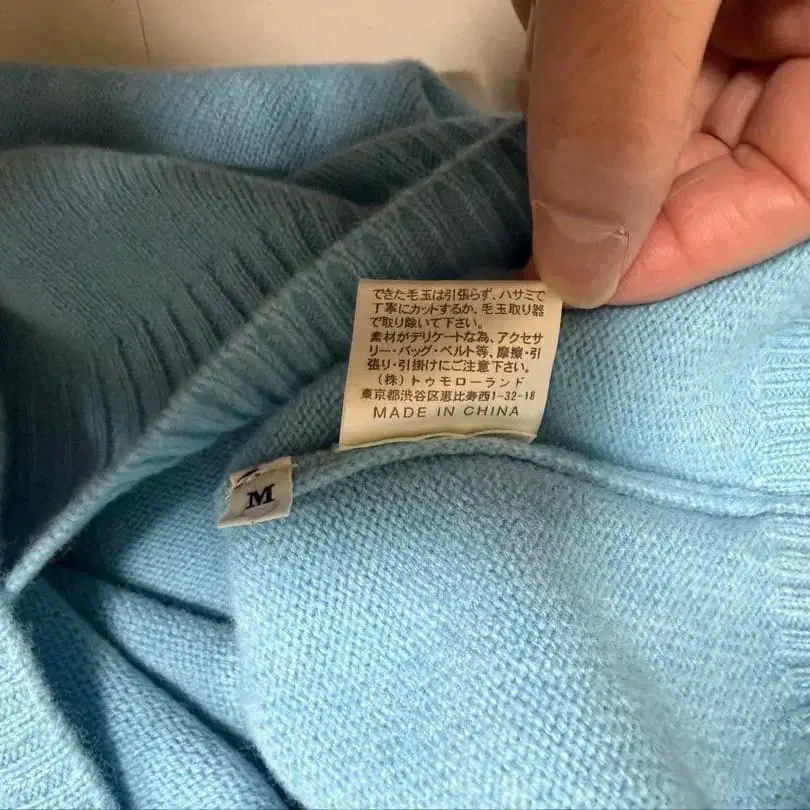 できた毛玉は引張らず、ハサミで
丁寧にカットするか、毛玉取り器
で取り除いて下さい。
素材がデリケートな為、アクセサ
リー・バッグ・ベルト等、摩擦・引
張り・引掛けにご注意下さい。
(株)トゥモローランド
東京都渋谷区恵比寿西1-32-18
MADE IN CHINA
M